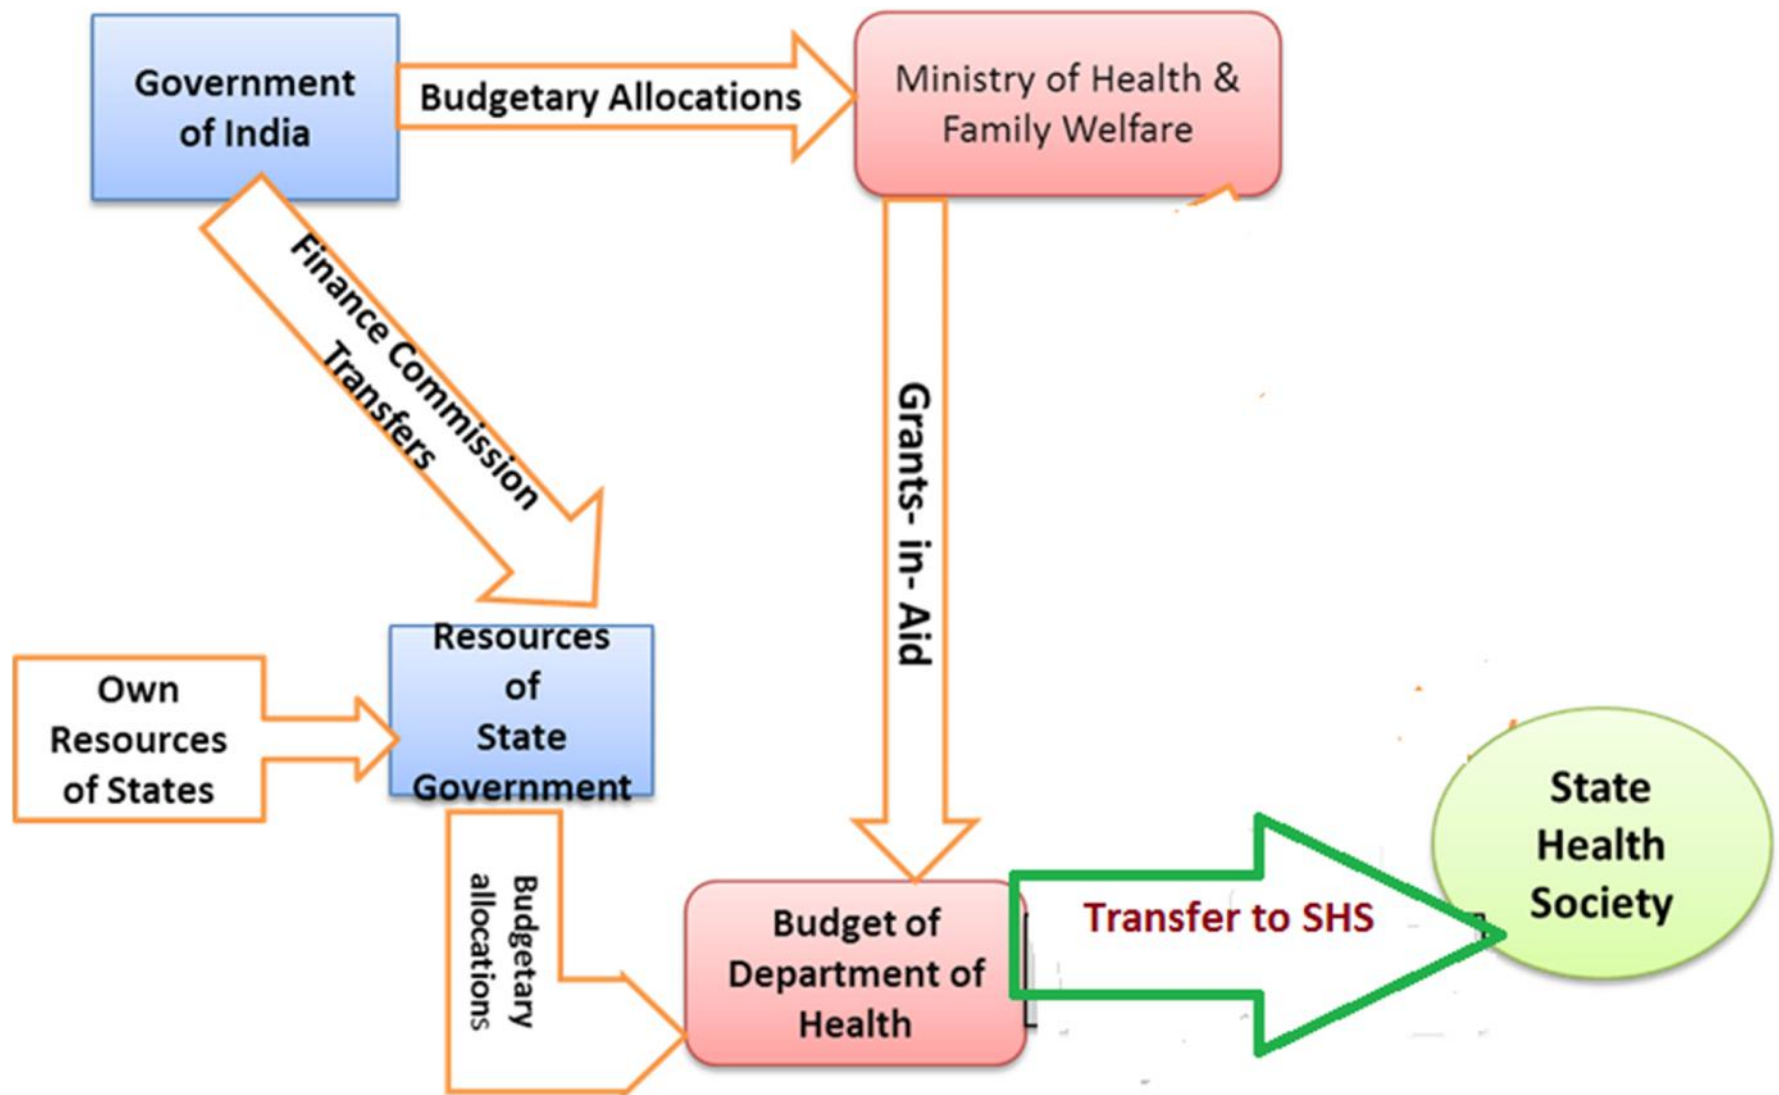 Government
of India
Budgetary Allocations
Ministry of Health &
Family Welfare
Finance Commission
Transfers
Grants- in- Aid
Own
Resources
of States
Resources
of
State
Government
Budgetary
allocations
Budget of
Department of
Health
Transfer to SHS
State
Health
Society